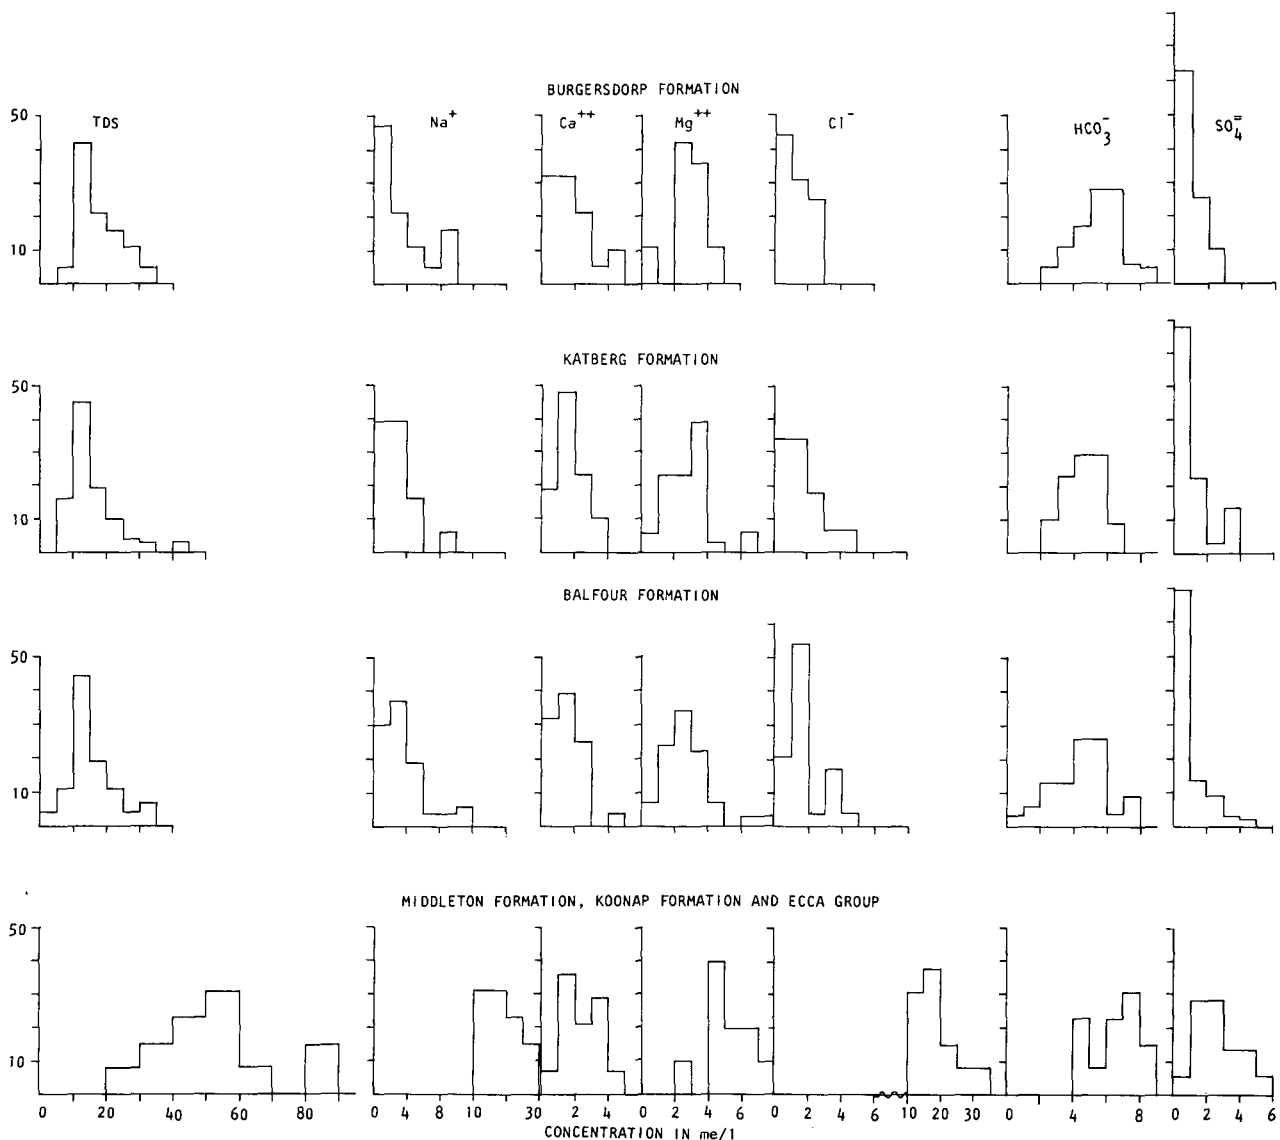 BURGERSDORP FORMATION
50
TDS
Na+
Ca++
Mg++
Cl-
HCO3-
SO4=
10
KATBERG FORMATION
50
10
BALFOUR FORMATION
50
10
MIDDLETON FORMATION, KOONAP FORMATION AND ECCA GROUP
50
10
0 20 40 60 80 0 4 10 30 2 4 0 2 4 6 0 2 4 6 10 20 30 0 4 8 0 2 4 6
CONCENTRATION IN me/l